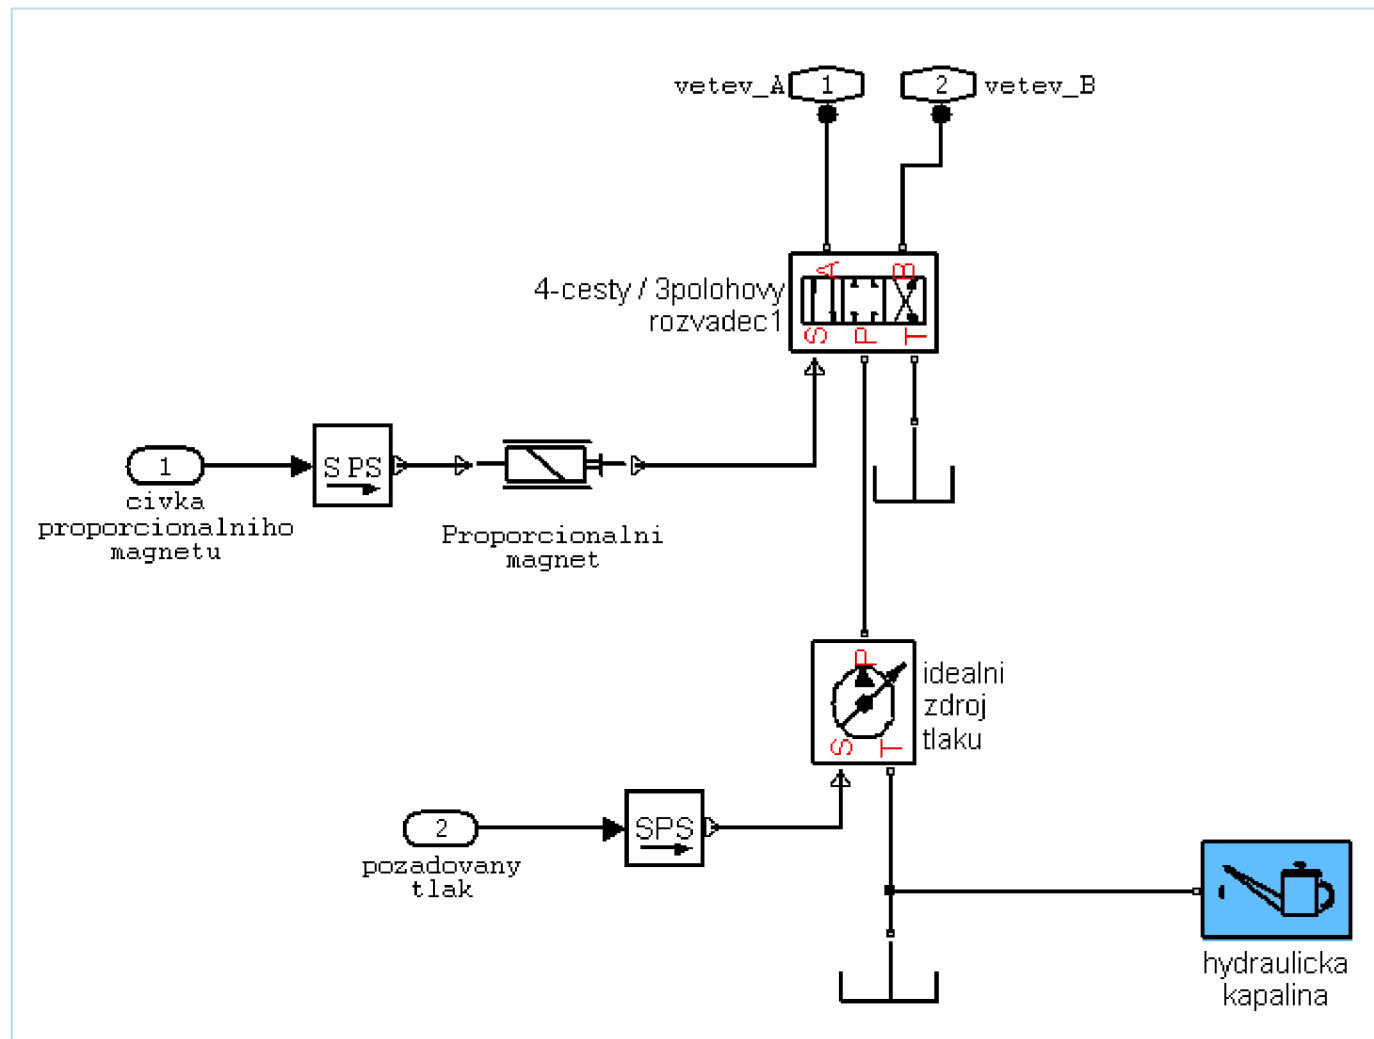 vetev_A
1
2
vetev_B
4-cesty / 3polohovy
rozvadec1
A
B
S
P
T
1
civka
proporcionalniho
magnetu
SPS
Proporcionalni
magnet
P
S
T
idealni
zdroj
tlaku
2
pozadovany
tlak
SPS
hydraulicka
kapalina